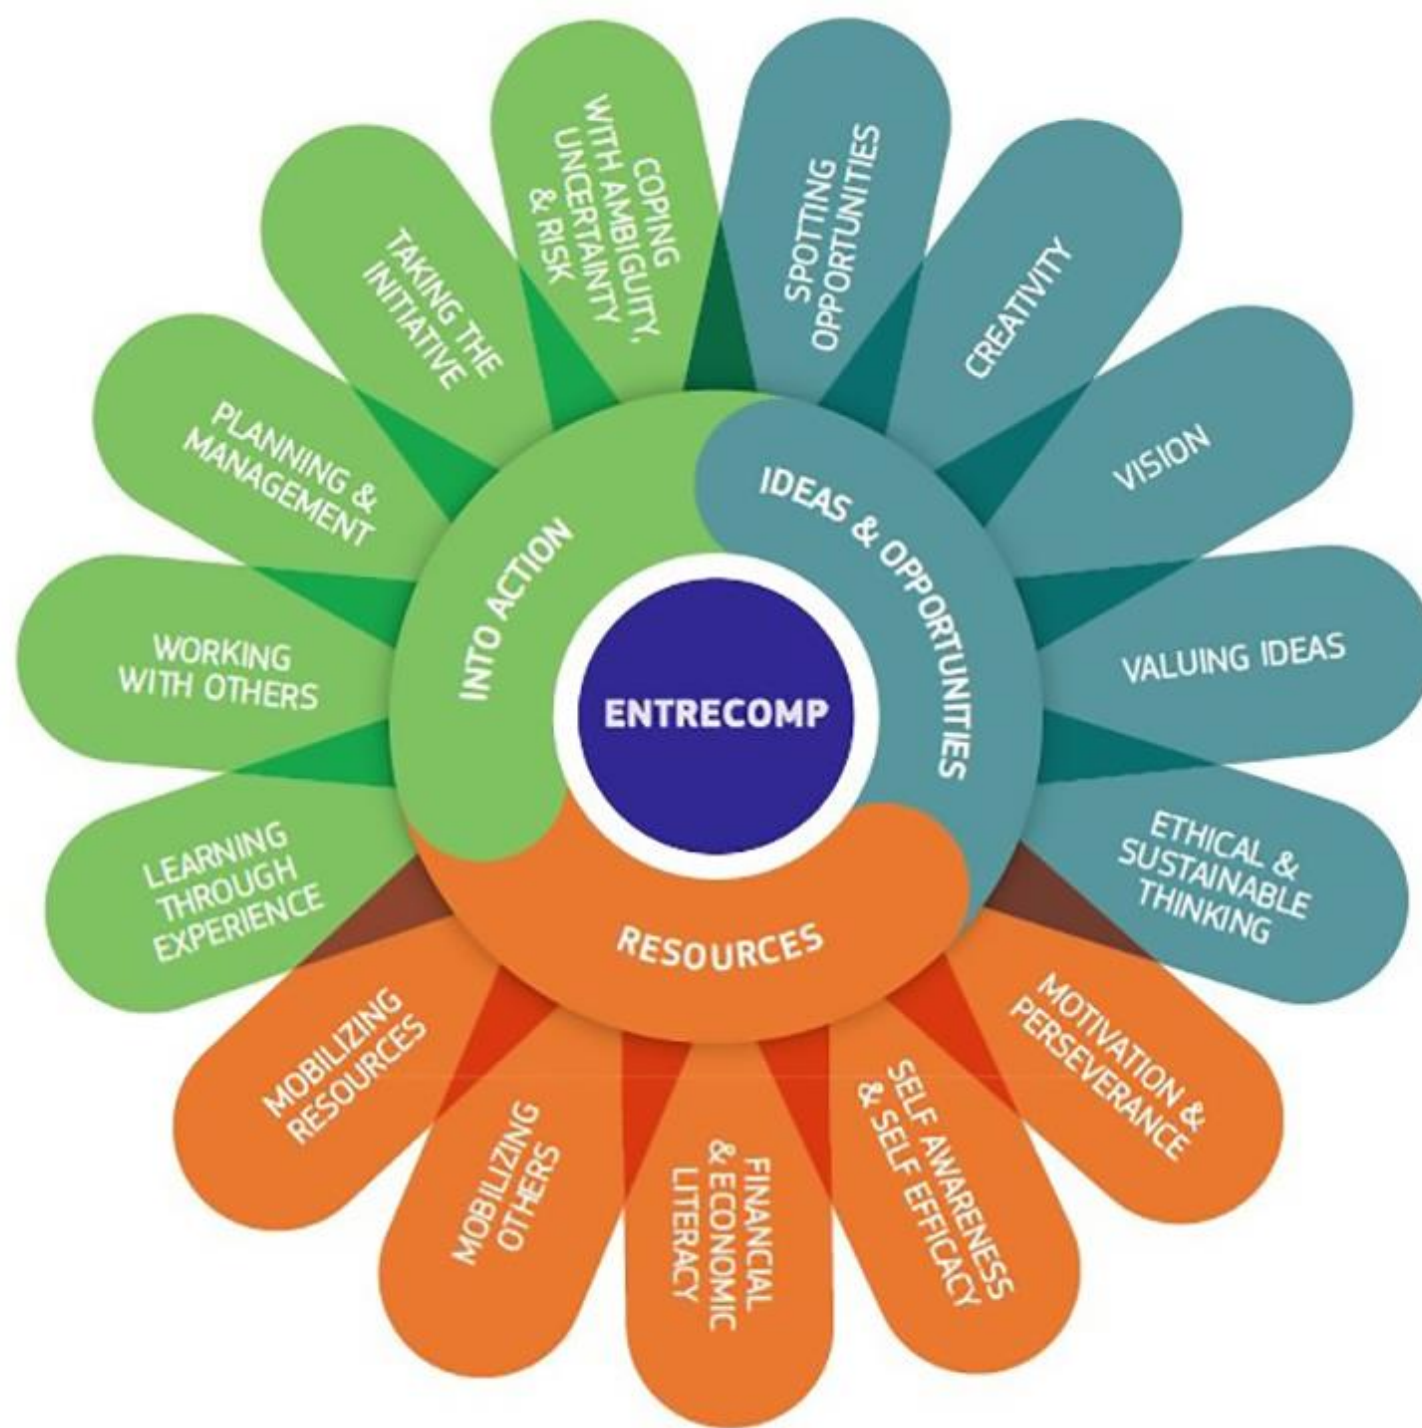 ENTRECOMP
IDEAS & OPPORTUNITIES
SPOTTING
OPPORTUNITIES
CREATIVITY
VISION
VALUING IDEAS
ETHICAL &
SUSTAINABLE
THINKING
RESOURCES
MOTIVATION &
PERSEVERANCE
SELF AWARENESS
& SELF EFFICACY
FINANCIAL
& ECONOMIC
LITERACY
MOBILIZING
OTHERS
MOBILIZING
RESOURCES
INTO ACTION
LEARNING
THROUGH
EXPERIENCE
WORKING
WITH OTHERS
PLANNING &
MANAGEMENT
TAKING THE
INITIATIVE
COPING
WITH AMBIGUITY,
UNCERTAINTY
& RISK